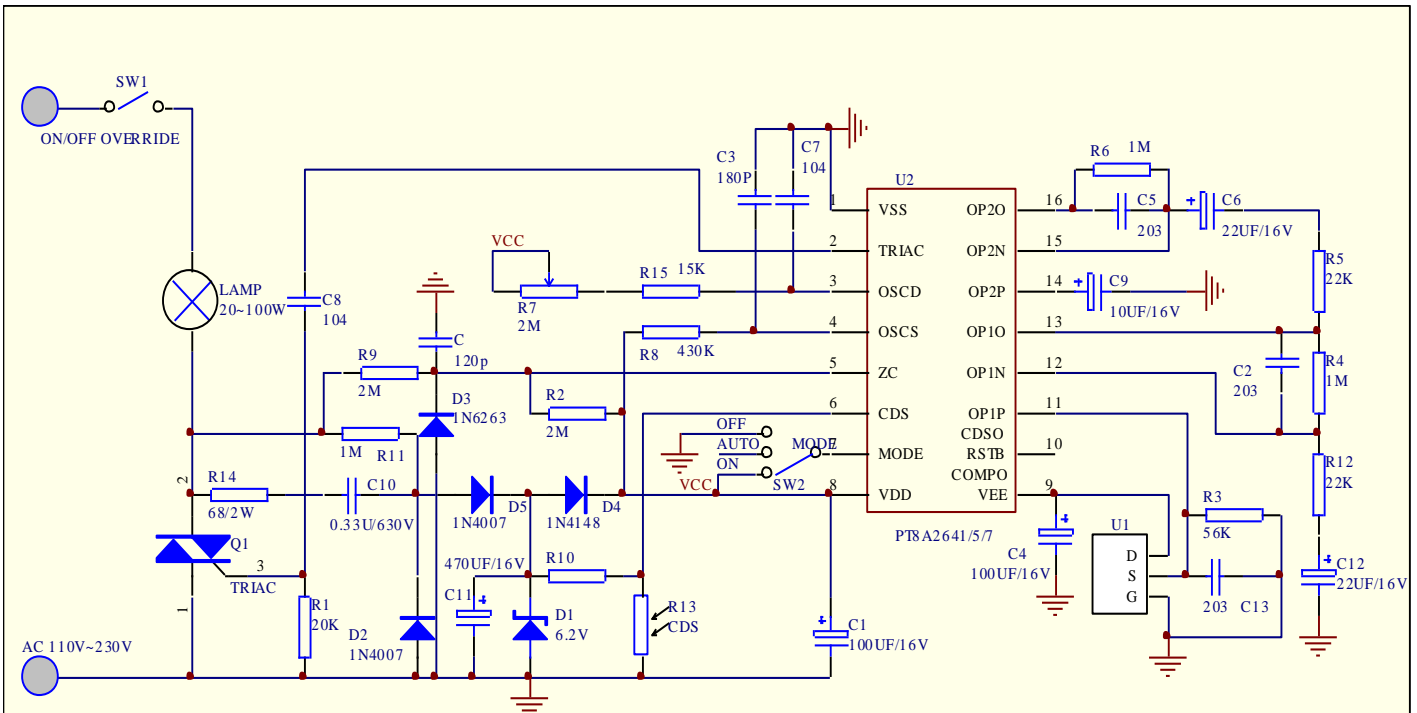 SW1
ON/OFF OVERRIDE
LAMP
20~100W
C8
104
VCC
R7
2M
R15 15K
C3
180P
C7
104
R8 430K
C
120p
R9
2M
R2
2M
D3
1N6263
1M
R11
R14
68/2W
C10
0.33U/630V
D5
1N4007
D4
1N4148
OFF
AUTO
ON
MODE
SW2
VCC
2
Q1
3
TRIAC
1
R1
20K
D2
1N4007
470UF/16V
C11
R10
D1
6.2V
R13
CDS
C1
100UF/16V
AC 110V~230V
U2
1 VSS
2 TRIAC
3 OSCD
4 OSCS
5 ZC
6 CDS
7 MODE
8 VDD
OP2O 16
OP2N 15
OP2P 14
OP1O 13
OP1N 12
OP1P 11
CDSO
RSTB 10
COMPO
VEE 9
PT8A2641/5/7
R6 1M
C5
203
C6
22UF/16V
C9
10UF/16V
R5
22K
C2
203
R4
1M
R12
22K
C12
22UF/16V
C4
100UF/16V
U1
D
S
G
R3
56K
203 C13